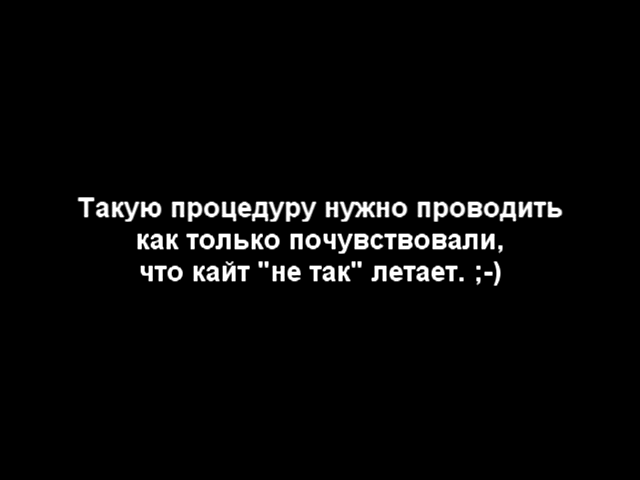 Такую процедуру нужно проводить
как только почувствовали,
что кайт "не так" летает. ;-)